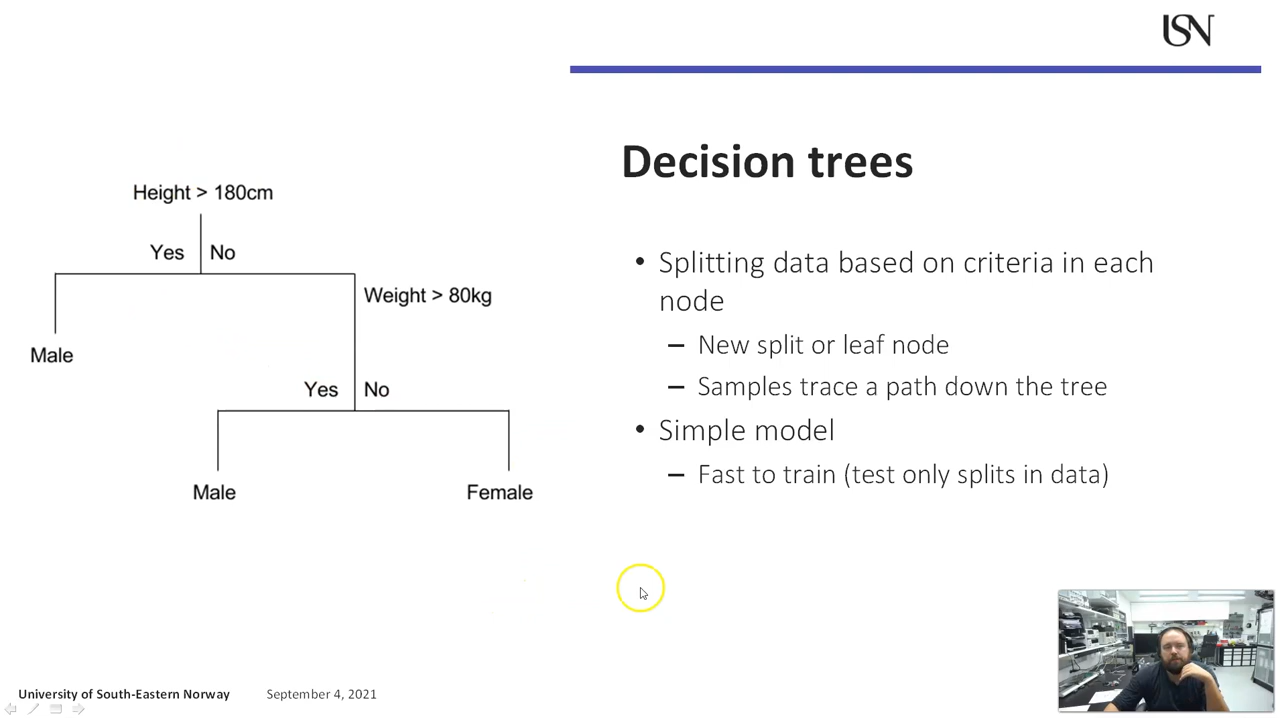 USN
Decision trees
Height > 180cm
Yes No
Weight > 80kg
Male
Yes No
Male Female
• Splitting data based on criteria in each
node
– New split or leaf node
– Samples trace a path down the tree
• Simple model
– Fast to train (test only splits in data)
University of South-Eastern Norway September 4, 2021